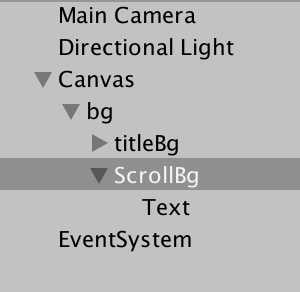 Main Camera
Directional Light
Canvas
bg
titleBg
ScrollBg
Text
EventSystem